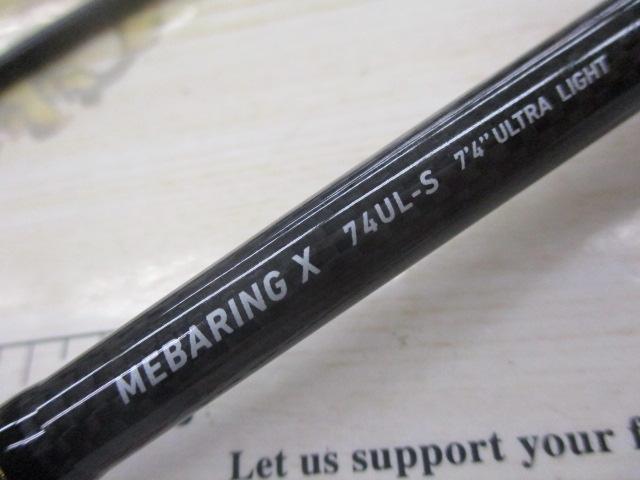 MEBARING X 74UL-S 7'4" ULTRA LIGHT
Let us support your f